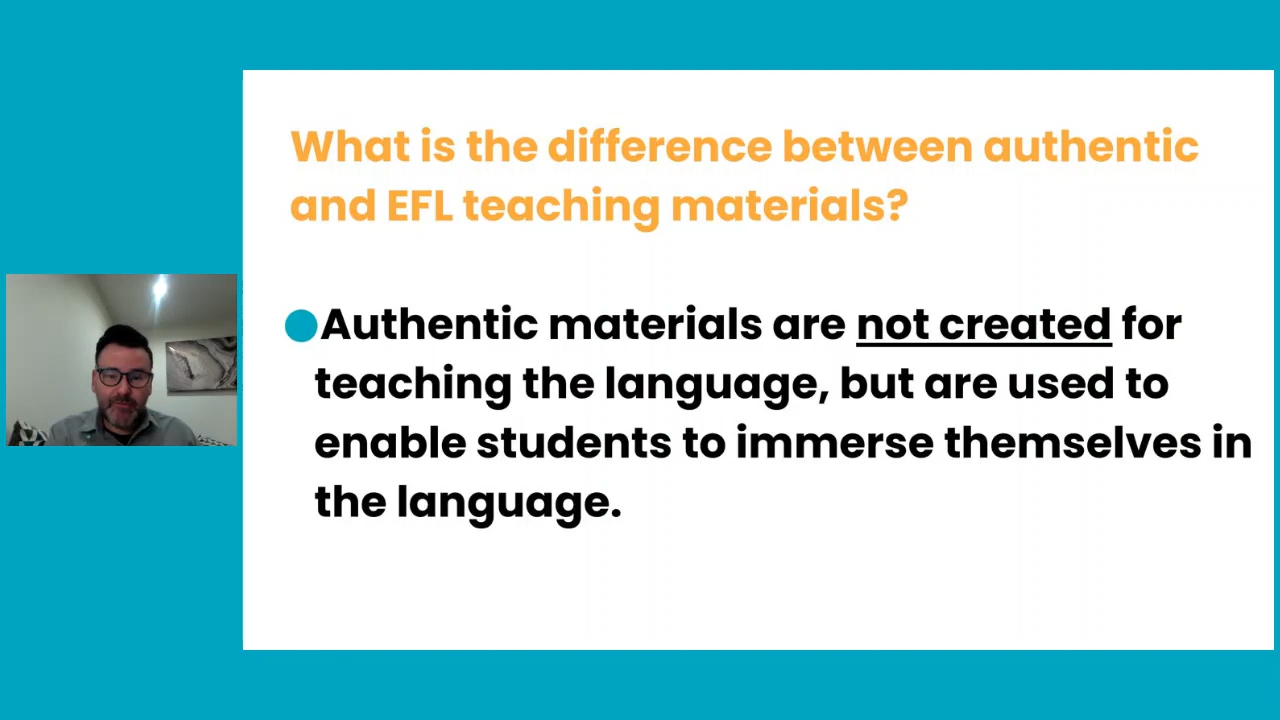 What is the difference between authentic
and EFL teaching materials?
Authentic materials are not created for
teaching the language, but are used to
enable students to immerse themselves in
the language.